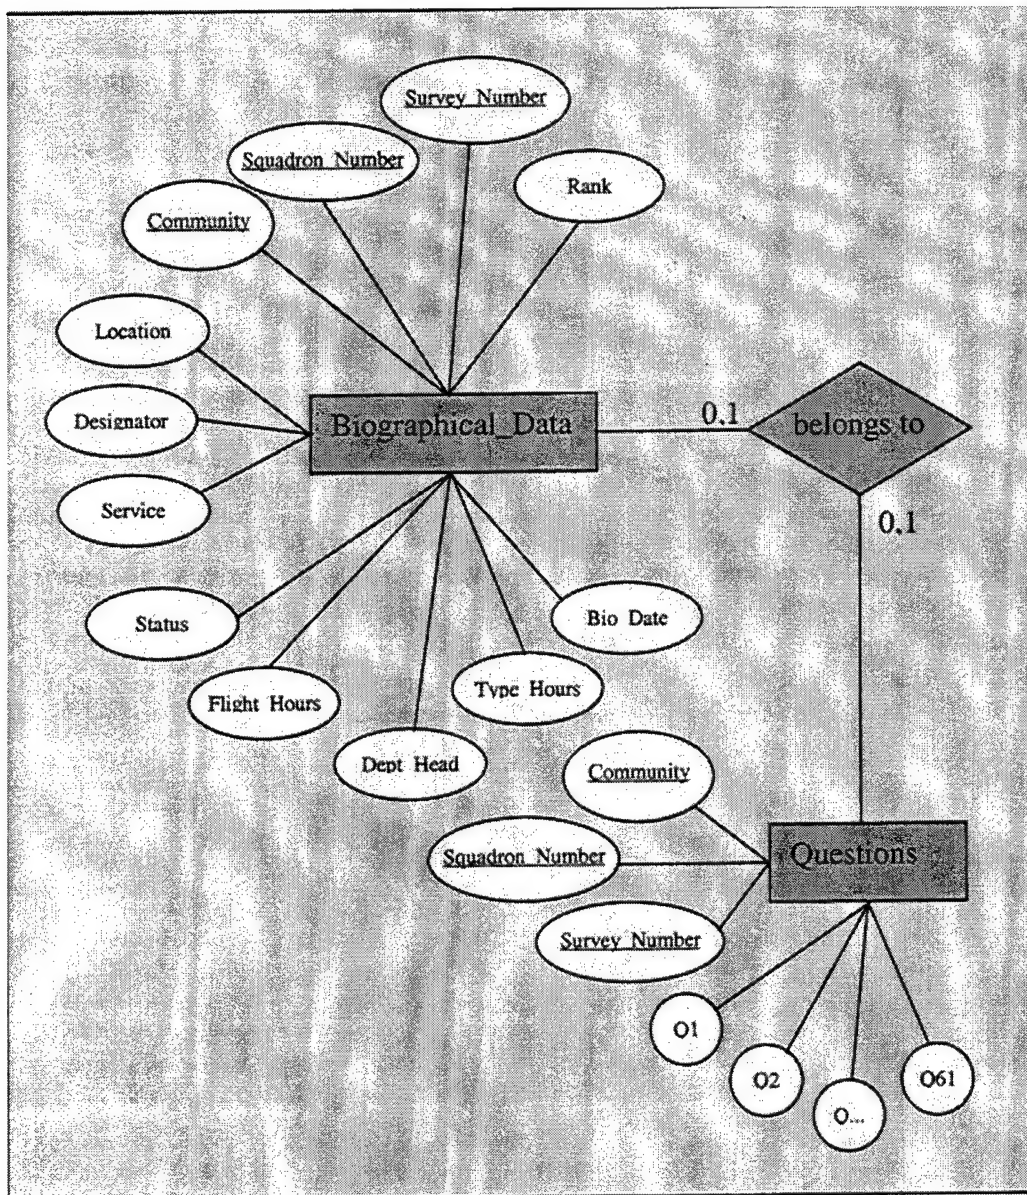 Survey Number
Squadron Number
Rank
Community
Location
Designator
Service
Biographical_Data
0,1
belongs to
0,1
Status
Flight Hours
Dept Head
Type Hours
Bio Date
Community
Squadron Number
Survey Number
Questions
Q1
Q2
Q...
Q61